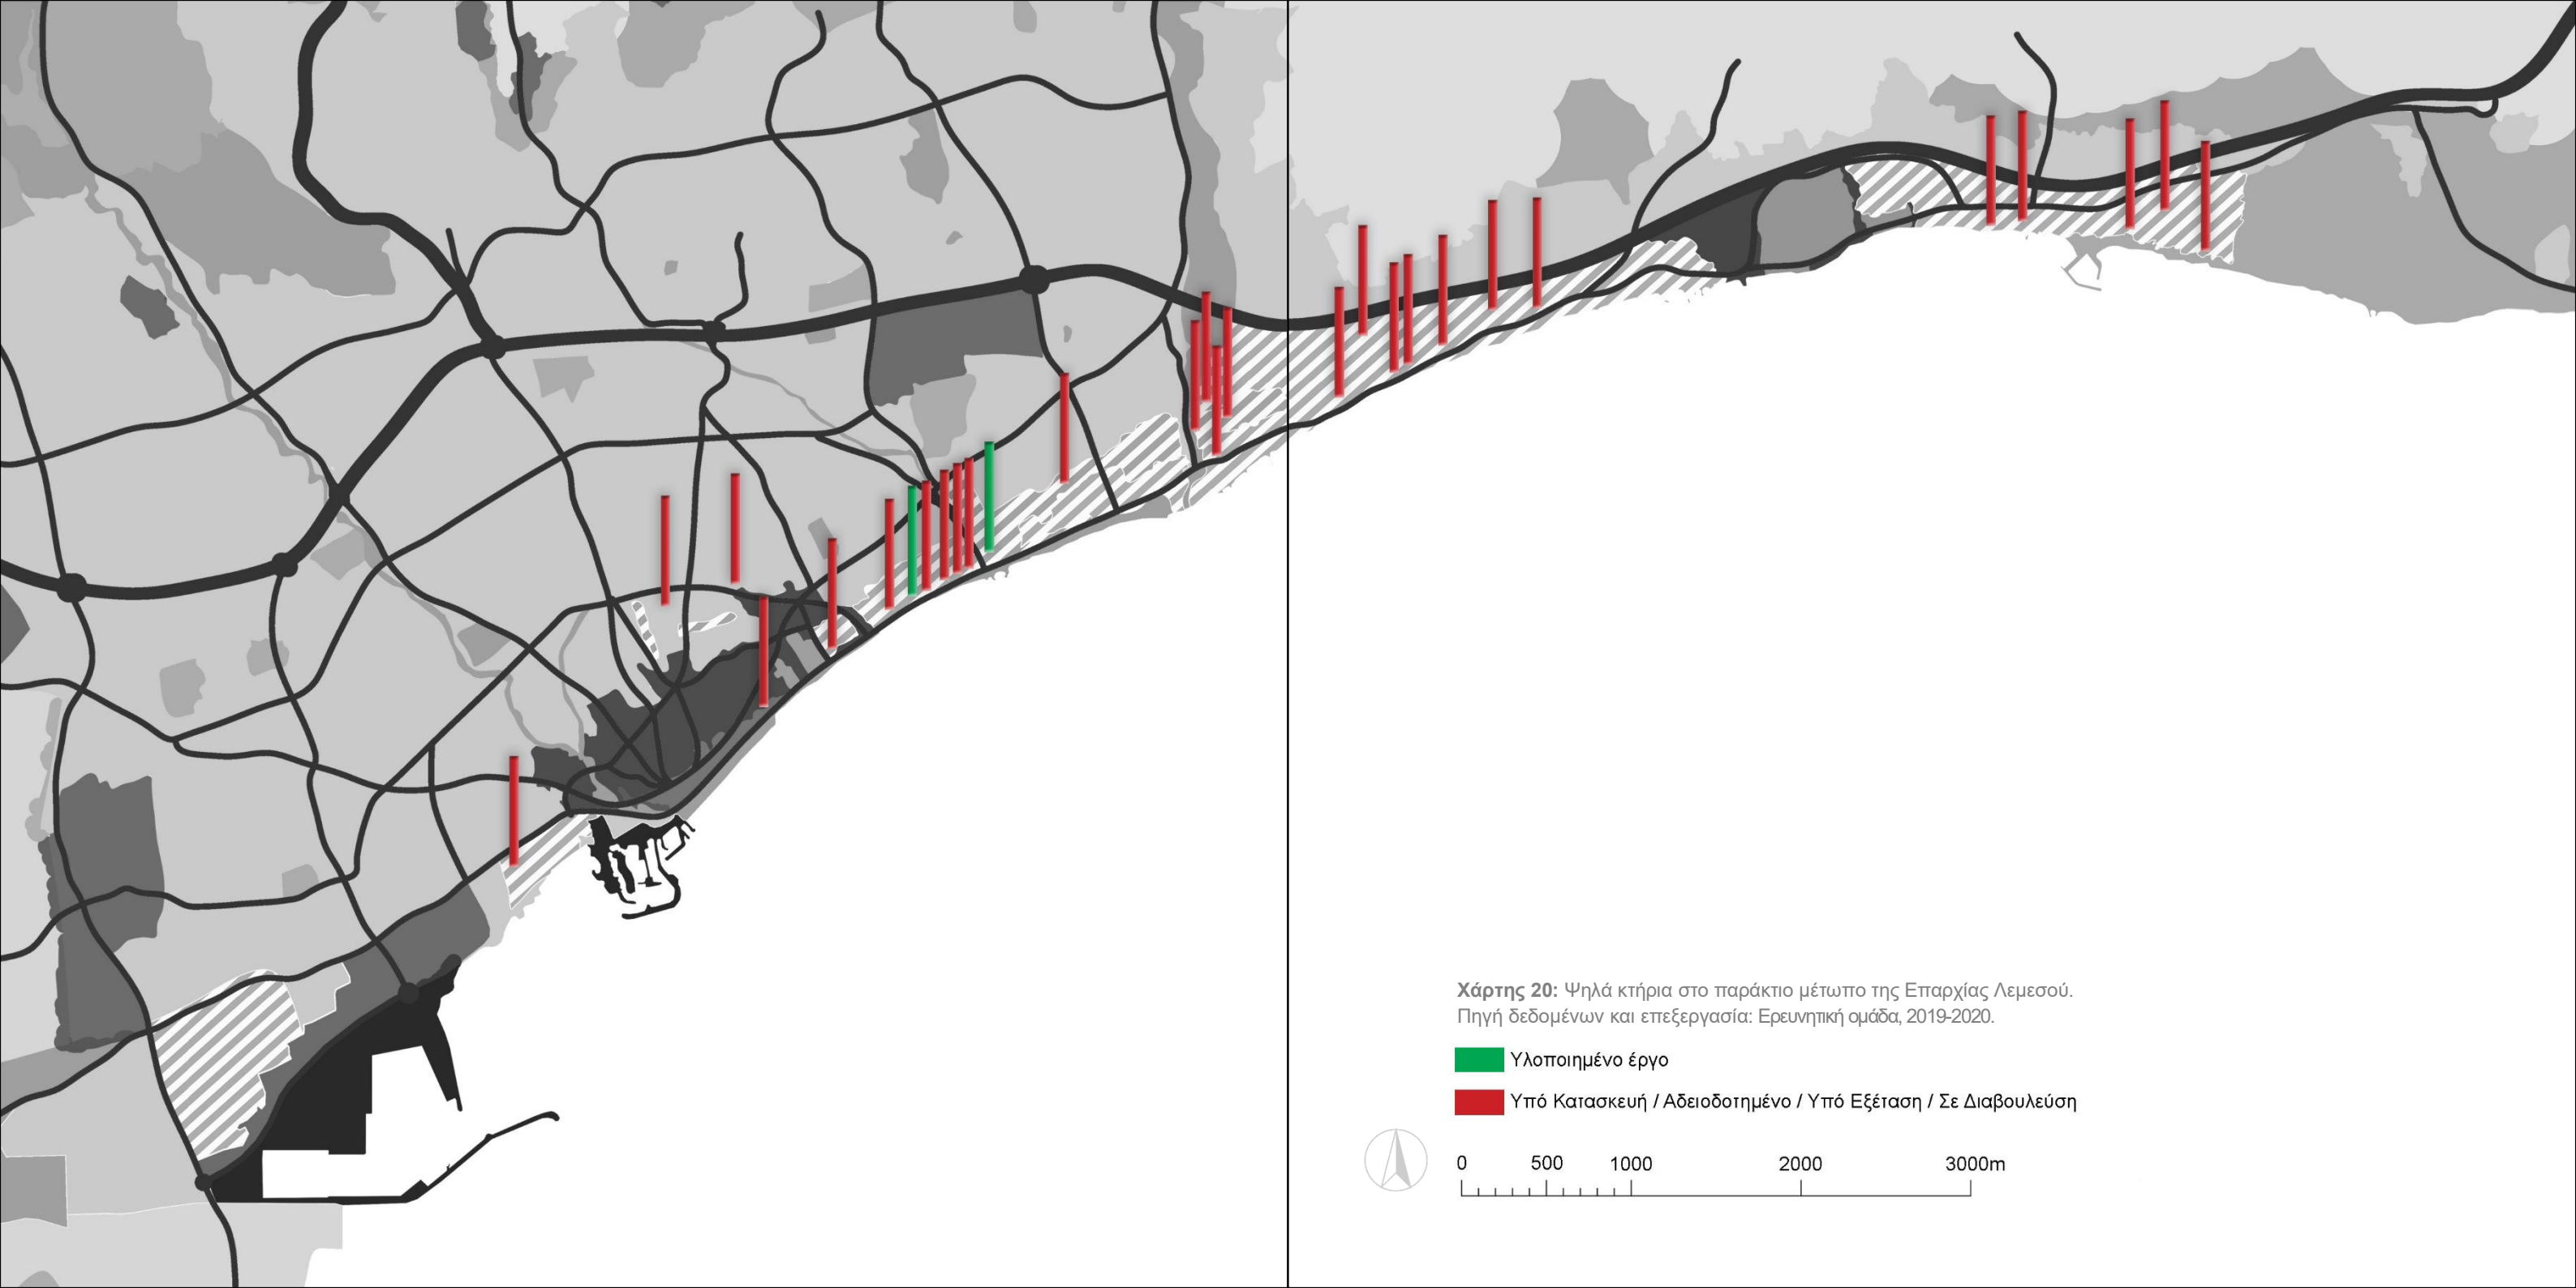 Χάρτης 20: Ψηλά κτήρια στο παράκτιο μέτωπο της Επαρχίας Λεμεσού.
Πηγή δεδομένων και επεξεργασία: Ερευνητική ομάδα, 2019-2020.
Υλοποιημένο έργο
Υπό Κατασκευή / Αδειοδοτημένο / Υπό Εξέταση / Σε Διαβουλεύση
0 500 1000 2000 3000m